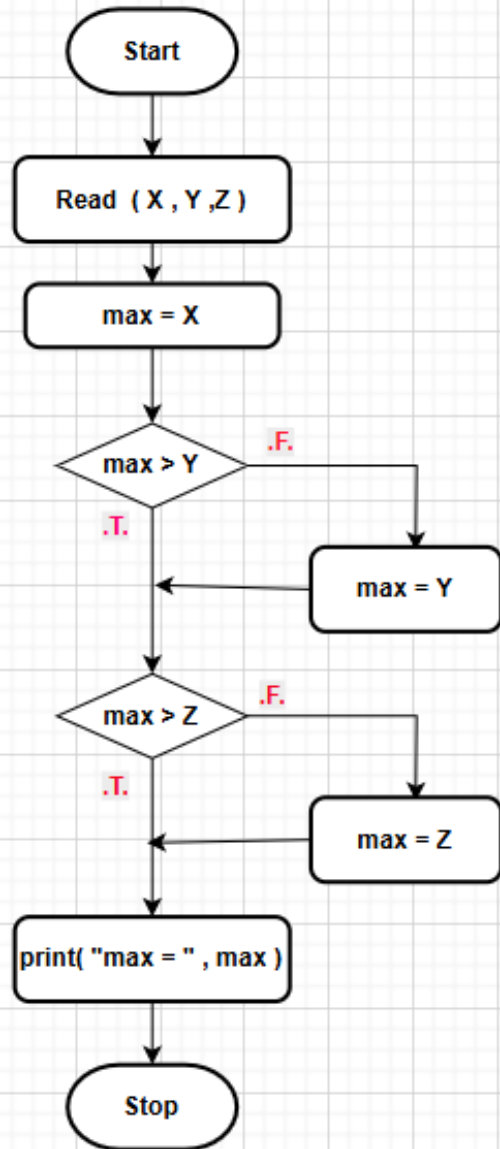 Start
Read ( X , Y ,Z )
max = X
max > Y
.F.
.T.
max = Y
max > Z
.F.
.T.
max = Z
print( "max = " , max )
Stop